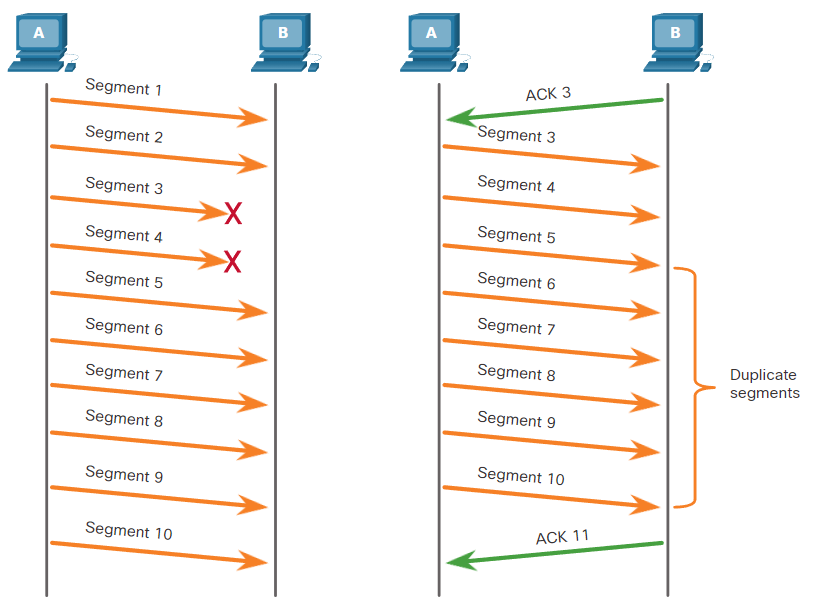 A
B
Segment 1
Segment 2
Segment 3
X
Segment 4
X
Segment 5
Segment 6
Segment 7
Segment 8
Segment 9
Segment 10
A
B
ACK 3
Segment 3
Segment 4
Segment 5
Segment 6
Segment 7
Segment 8
Segment 9
Segment 10
ACK 11
Duplicate
segments